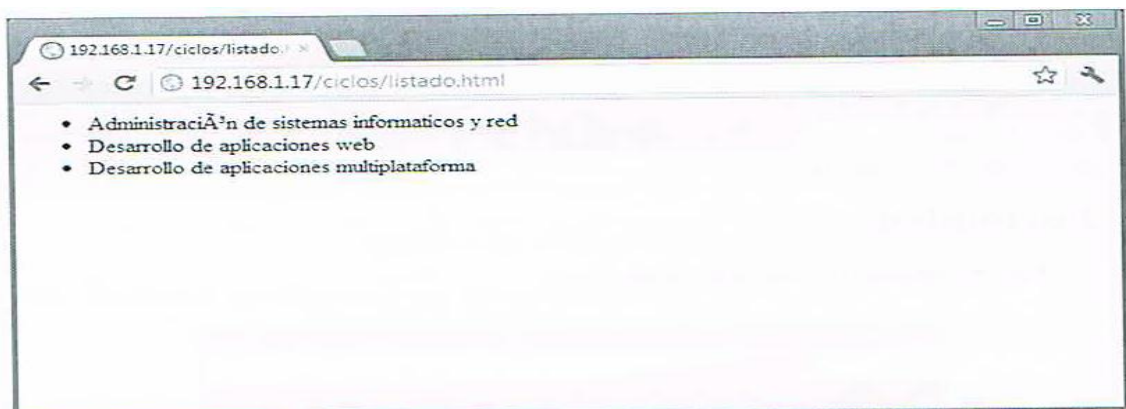 192.168.1.17/ciclos/listado.
192.168.1.17/ciclos/listado.html
• AdministraciÃ³n de sistemas informaticos y red
• Desarrollo de aplicaciones web
• Desarrollo de aplicaciones multiplataforma